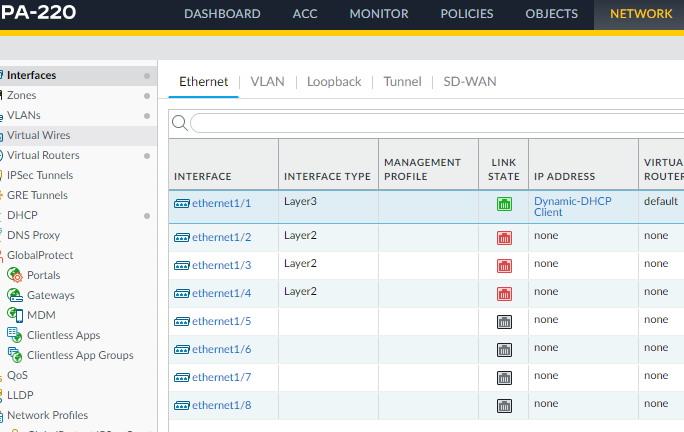 PA-220
DASHBOARD ACC MONITOR POLICIES OBJECTS NETWORK
Interfaces
Zones
VLANs
Virtual Wires
Virtual Routers
IPSec Tunnels
GRE Tunnels
DHCP
DNS Proxy
GlobalProtect
Portals
Gateways
MDM
Clientless Apps
Clientless App Groups
QoS
LLDP
Network Profiles
Ethernet VLAN Loopback Tunnel SD-WAN
INTERFACE INTERFACE TYPE MANAGEMENT PROFILE LINK STATE IP ADDRESS VIRTUA ROUTER
ethernet1/1 Layer3 Dynamic-DHCP Client default
ethernet1/2 Layer2 none none
ethernet1/3 Layer2 none none
ethernet1/4 Layer2 none none
ethernet1/5 none none
ethernet1/6 none none
ethernet1/7 none none
ethernet1/8 none none